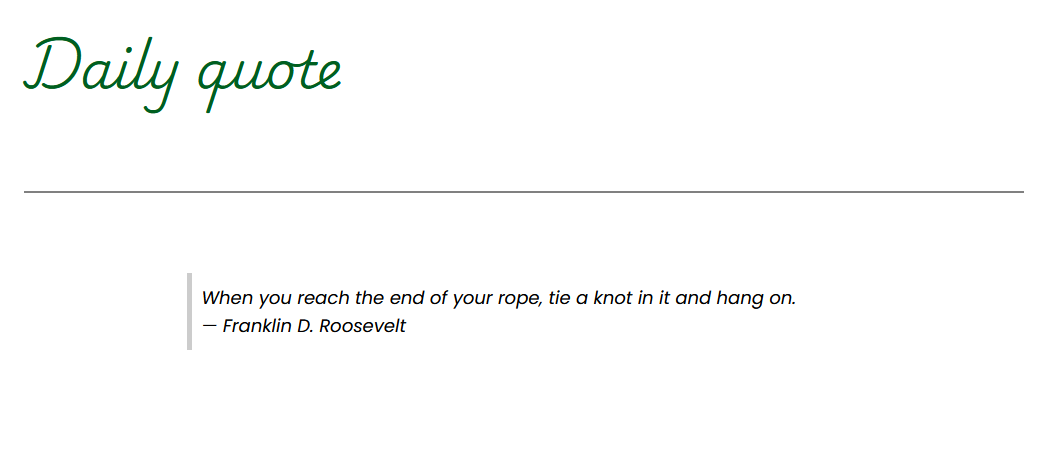 Daily quote
When you reach the end of your rope, tie a knot in it and hang on.
— Franklin D. Roosevelt